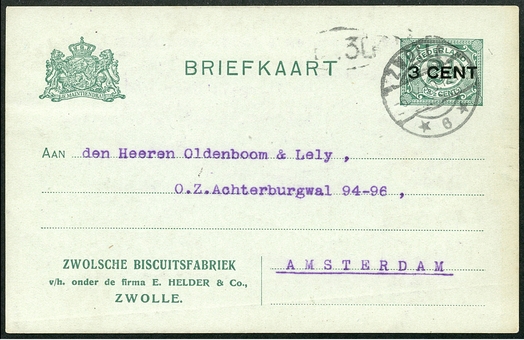 BRIEFKAART
3 CENT
NEDERLAND
AAN den Heeren Oldenboom & Lely ,
O.Z.Achterburgwal 94-96 ,
AMSTERDAM
ZWOLSCHE BISCUITSFABRIEK
v/h. onder de firma E. HELDER & Co.,
ZWOLLE.